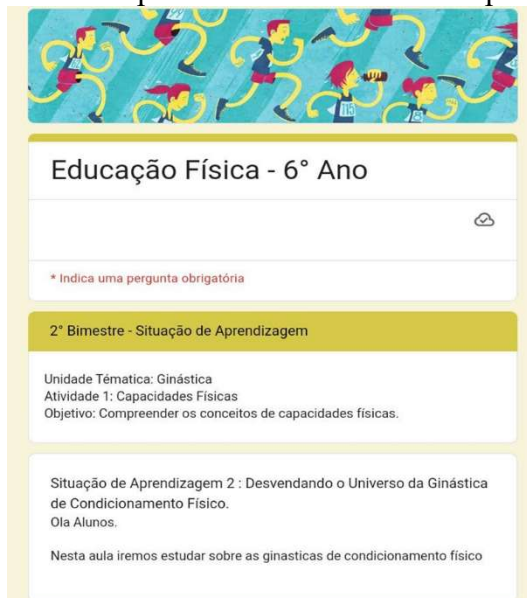 Educação Física - 6° Ano
* Indica uma pergunta obrigatória
2° Bimestre - Situação de Aprendizagem
Unidade Tématica: Ginástica
Atividade 1: Capacidades Físicas
Objetivo: Compreender os conceitos de capacidades físicas.
Situação de Aprendizagem 2 : Desvendando o Universo da Ginástica
de Condicionamento Físico.
Ola Alunos.
Nesta aula iremos estudar sobre as ginasticas de condicionamento físico